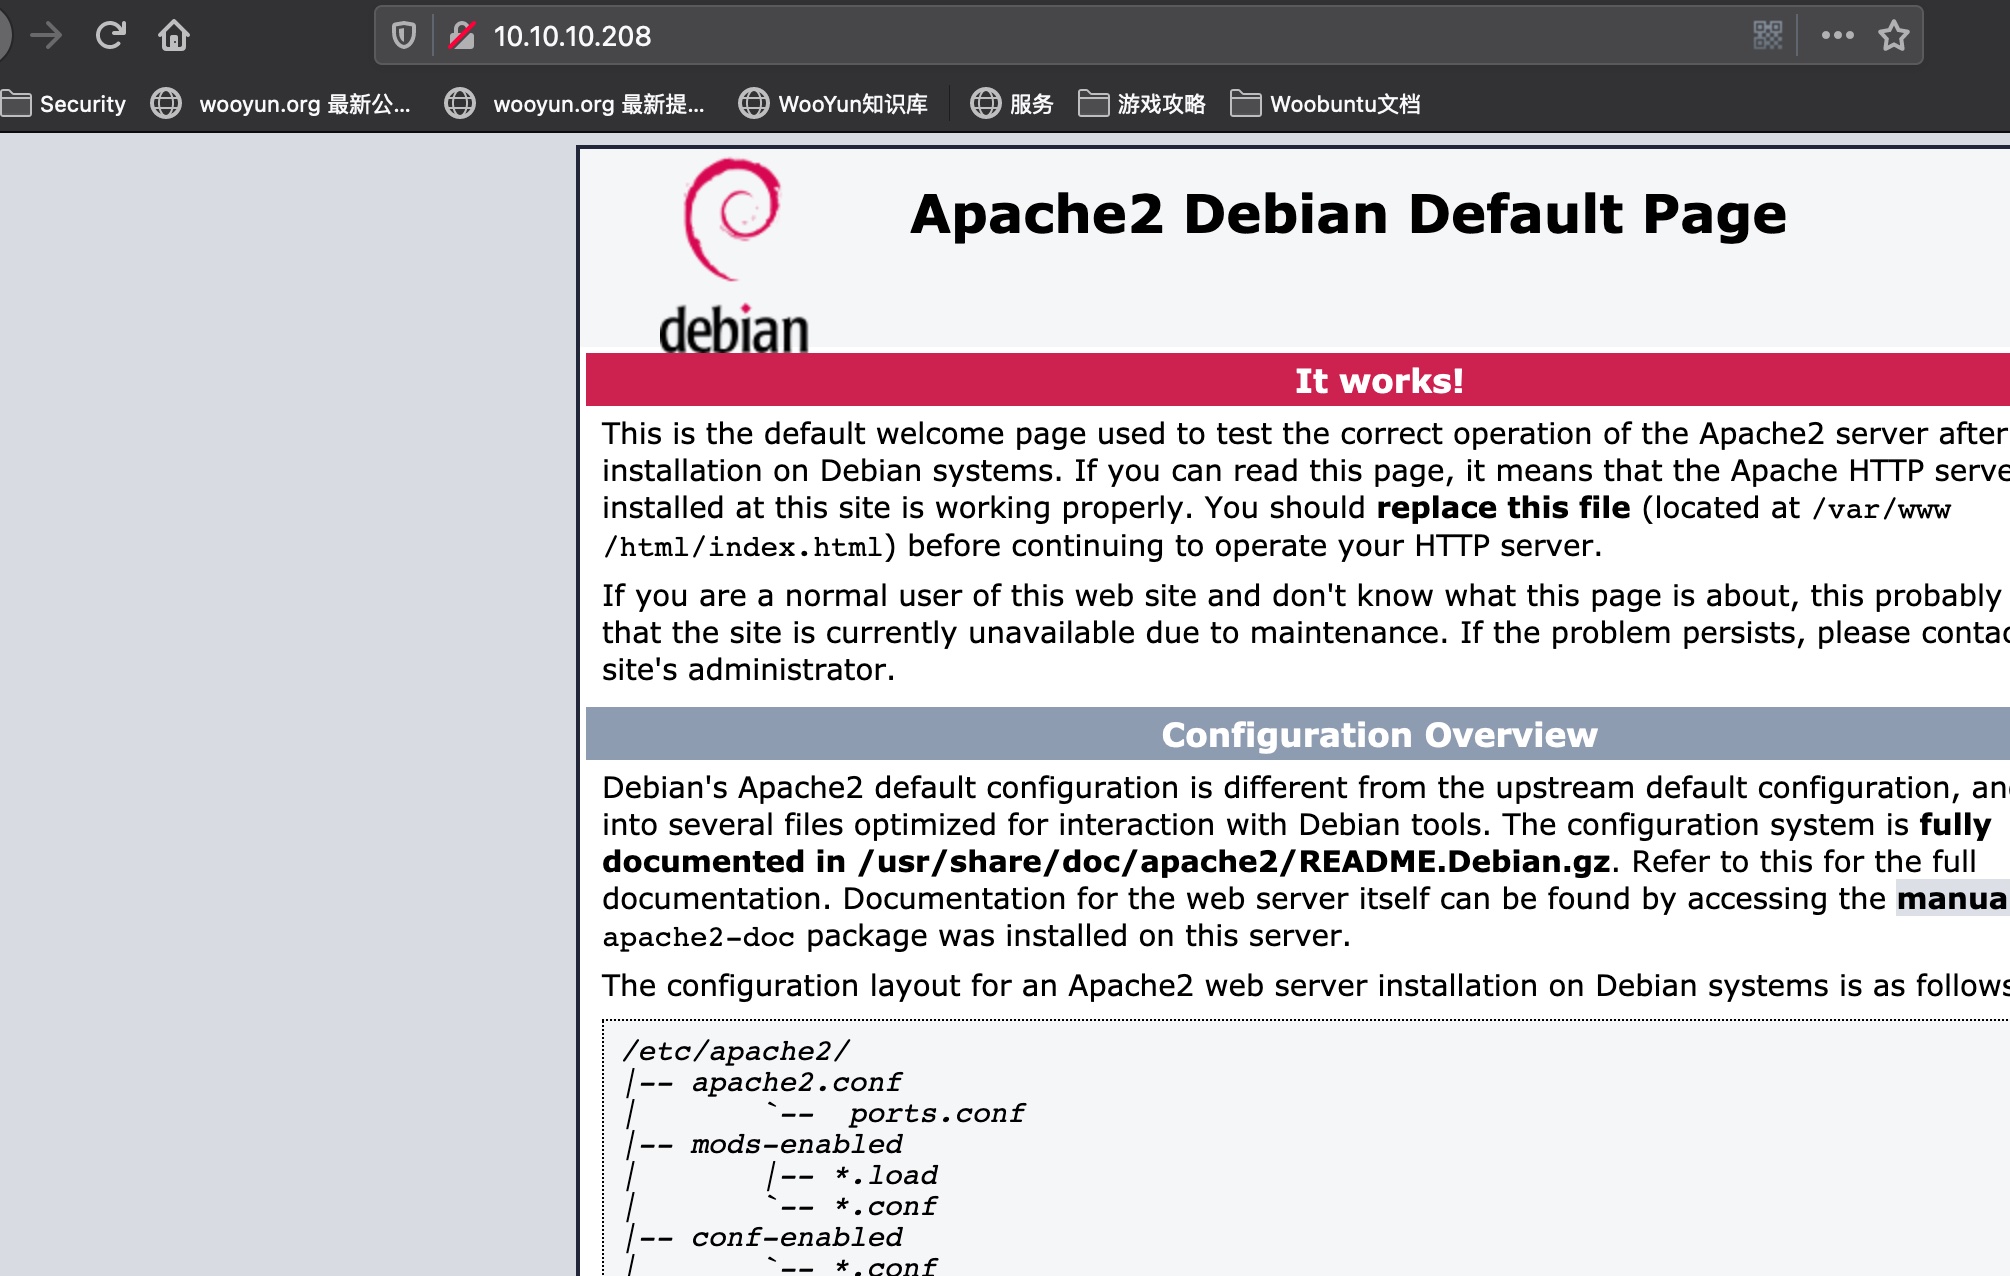 10.10.10.208
Security wooyun.org 最新公... wooyun.org 最新提... WooYun知识库 服务 游戏攻略 Woobuntu文档
debian
Apache2 Debian Default Page
It works!
This is the default welcome page used to test the correct operation of the Apache2 server after
installation on Debian systems. If you can read this page, it means that the Apache HTTP serve
installed at this site is working properly. You should replace this file (located at /var/www
/html/index.html) before continuing to operate your HTTP server.
If you are a normal user of this web site and don't know what this page is about, this probably
that the site is currently unavailable due to maintenance. If the problem persists, please contac
site's administrator.
Configuration Overview
Debian's Apache2 default configuration is different from the upstream default configuration, an
into several files optimized for interaction with Debian tools. The configuration system is fully
documented in /usr/share/doc/apache2/README.Debian.gz. Refer to this for the full
documentation. Documentation for the web server itself can be found by accessing the manua
apache2-doc package was installed on this server.
The configuration layout for an Apache2 web server installation on Debian systems is as follows
/etc/apache2/
|-- apache2.conf
|       `--  ports.conf
|-- mods-enabled
|       |-- *.load
|       `-- *.conf
|-- conf-enabled
|       `-- *.conf